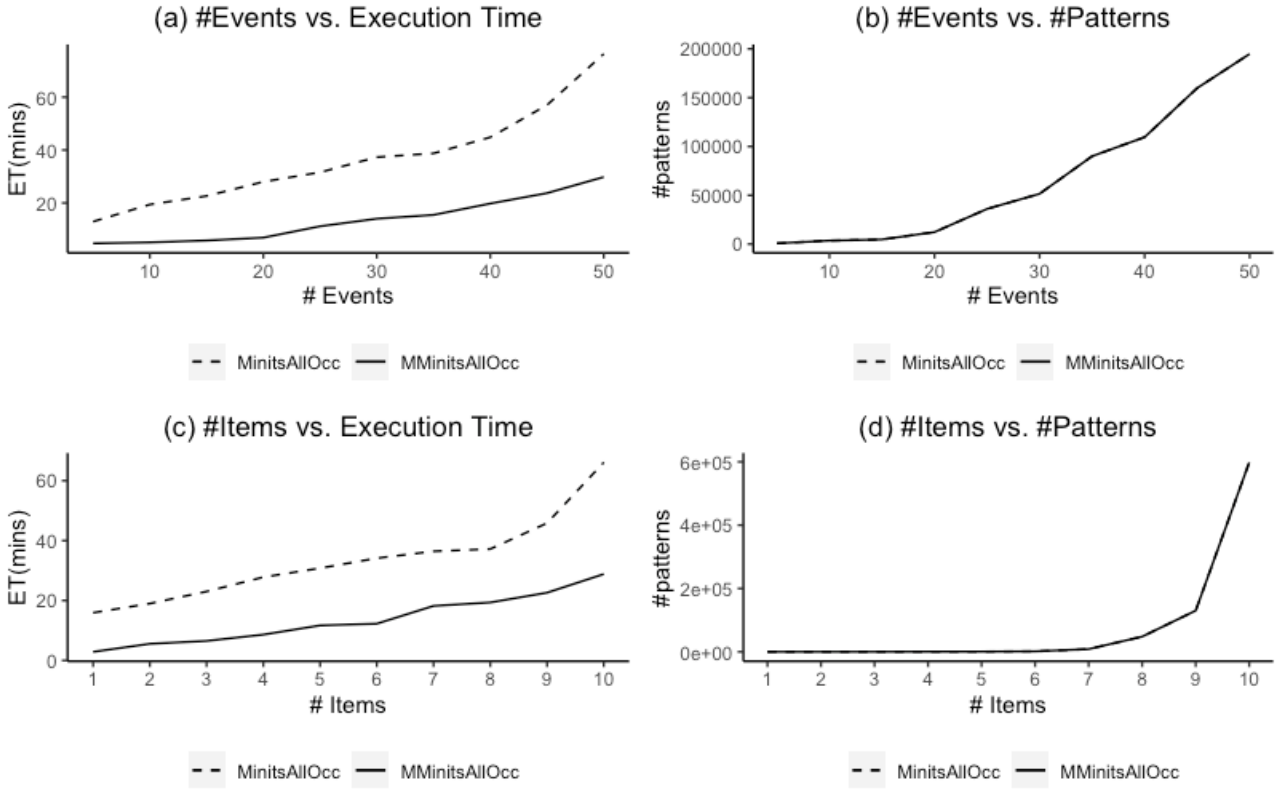 (a) #Events vs. Execution Time
ET(mins)
60
40
20
10 20 30 40 50
# Events
MinitsAllOcc MMinitsAllOcc
(b) #Events vs. #Patterns
#patterns
200000
150000
100000
50000
0
10 20 30 40 50
# Events
MinitsAllOcc MMinitsAllOcc
(c) #Items vs. Execution Time
ET(mins)
60
40
20
0
1 2 3 4 5 6 7 8 9 10
# Items
MinitsAllOcc MMinitsAllOcc
(d) #Items vs. #Patterns
#patterns
6e+05
4e+05
2e+05
0e+00
1 2 3 4 5 6 7 8 9 10
# Items
MinitsAllOcc MMinitsAllOcc